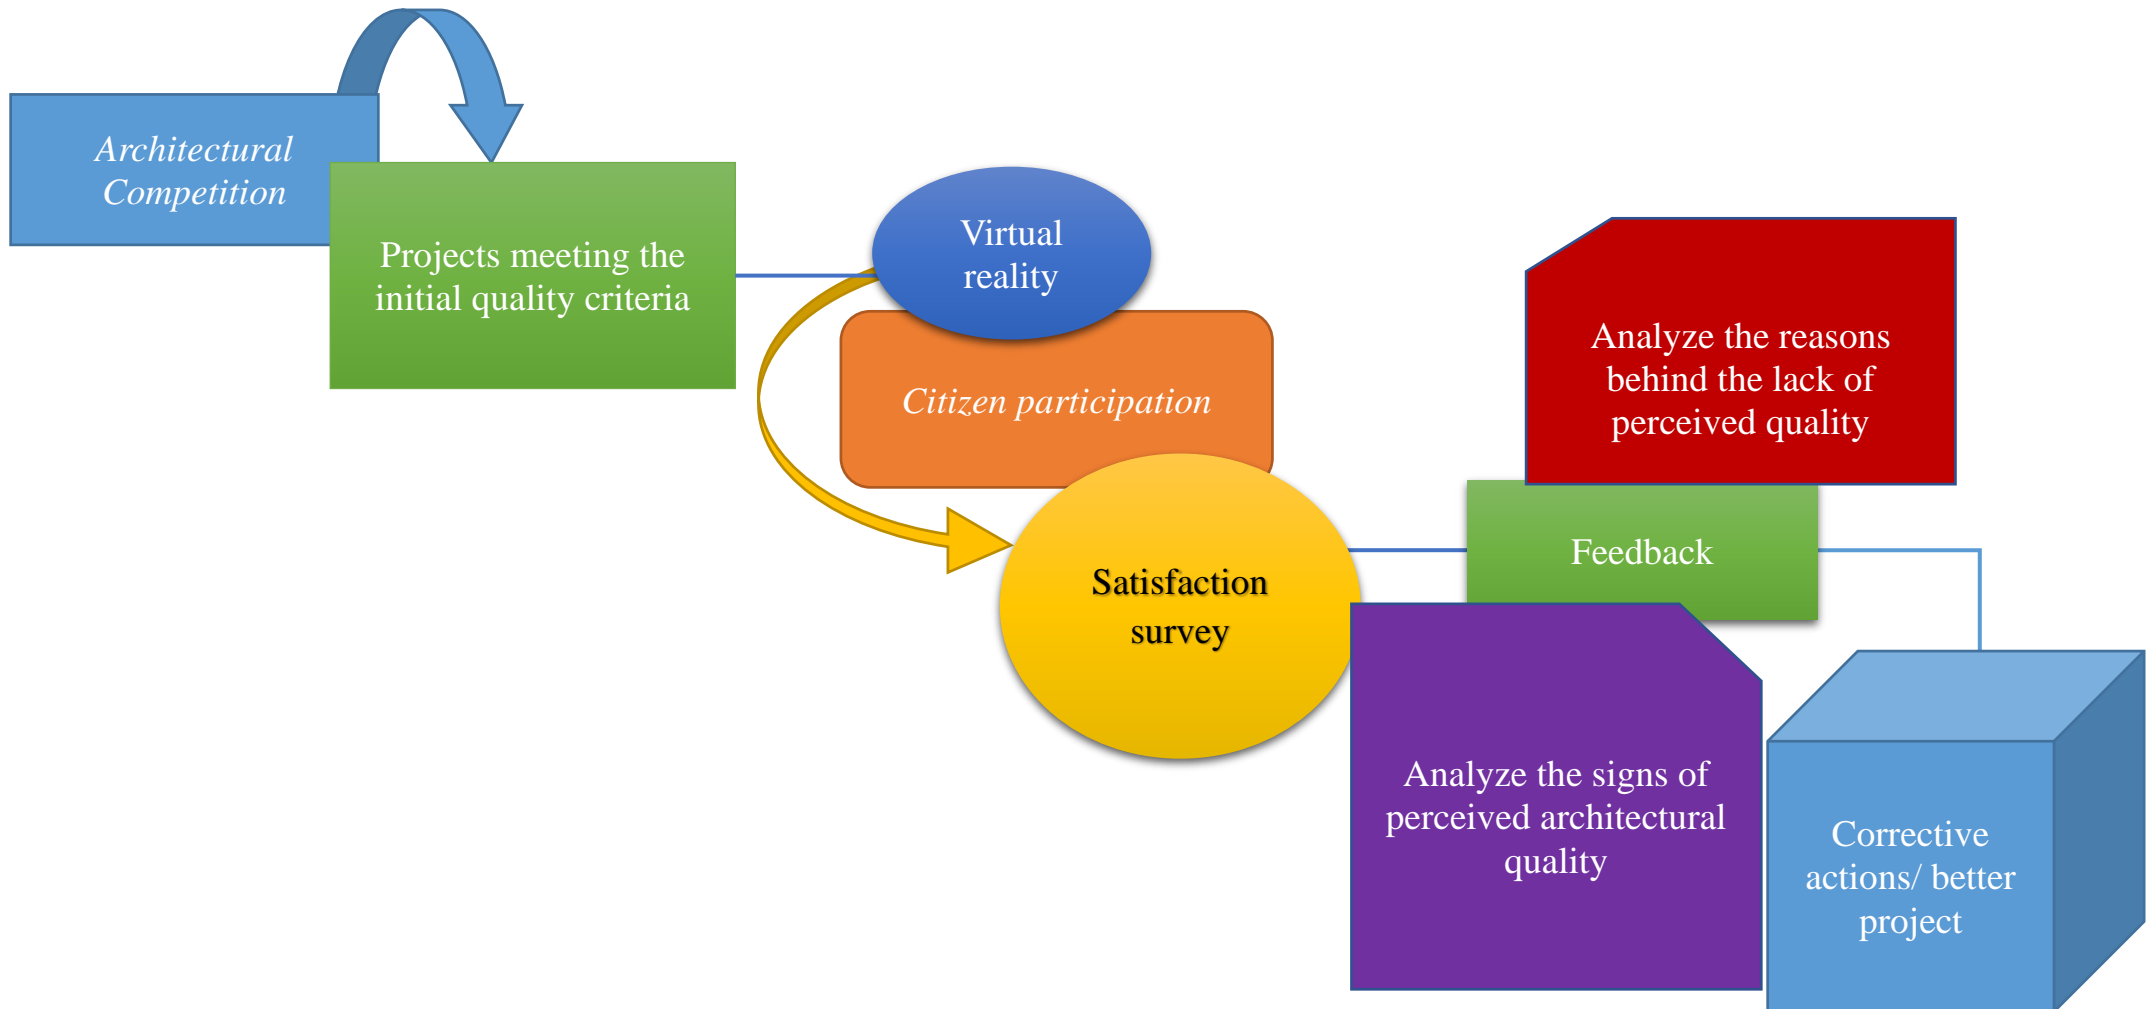 Architectural
Competition
Projects meeting the
initial quality criteria
Virtual
reality
Citizen participation
Satisfaction
survey
Analyze the reasons
behind the lack of
perceived quality
Feedback
Analyze the signs of
perceived architectural
quality
Corrective
actions/ better
project